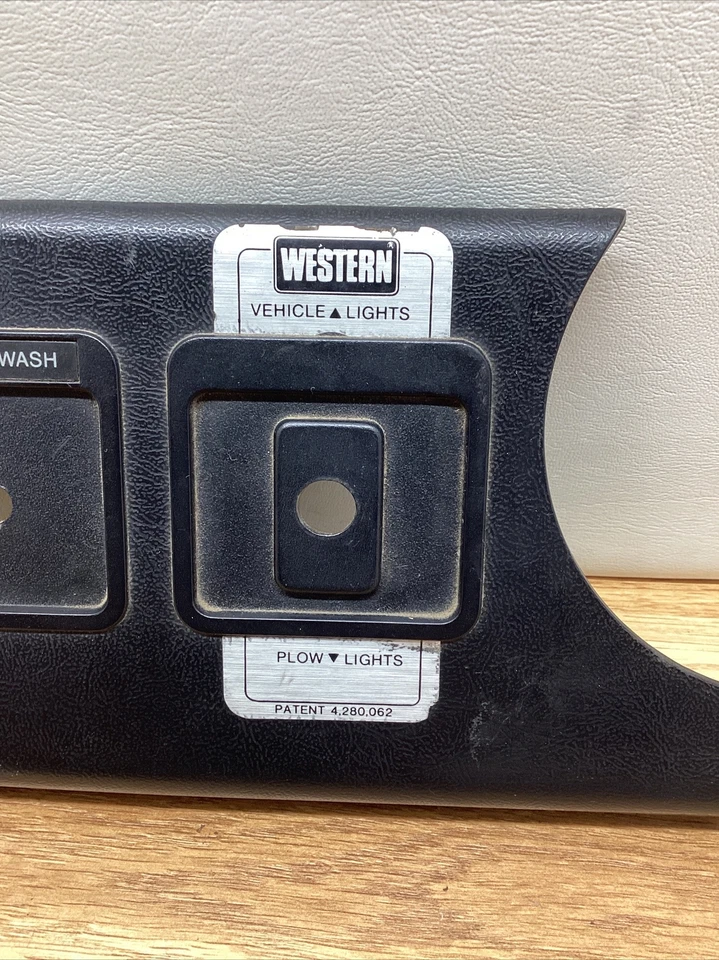 WESTERN
VEHICLE ▲ LIGHTS
WASH
PLOW ▼ LIGHTS
PATENT 4,280,062